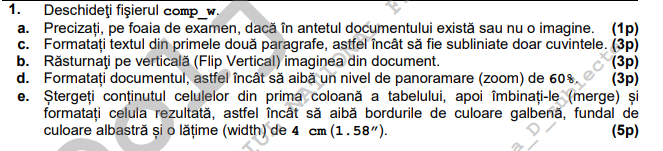 1. Deschideţi fişierul comp_w.
a. Precizați, pe foaia de examen, dacă în antetul documentului există sau nu o imagine. (1p)
c. Formatați textul din primele două paragrafe, astfel încât să fie subliniate doar cuvintele. (3p)
b. Răsturnaţi pe verticală (Flip Vertical) imaginea din document. (3p)
d. Formatați documentul, astfel încât să aibă un nivel de panoramare (zoom) de 60%. (3p)
e. Ștergeți conținutul celulelor din prima coloană a tabelului, apoi îmbinați-le (merge) și
formatați celula rezultată, astfel încât să aibă bordurile de culoare galbenă, fundal de
culoare albastră și o lățime (width) de 4 cm (1.58″). (5p)